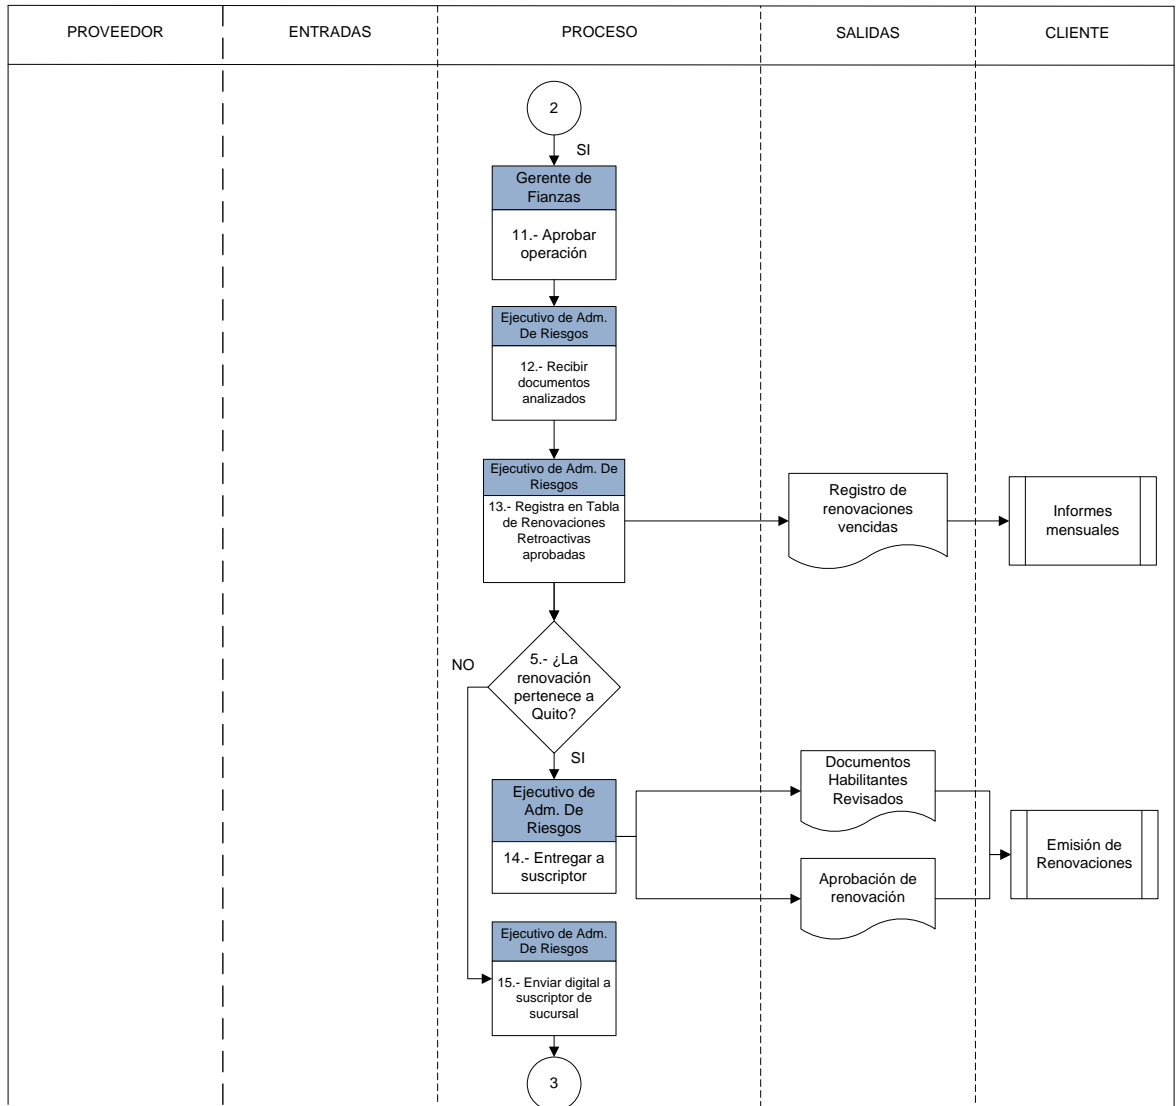 PROVEEDOR
ENTRADAS
PROCESO
SALIDAS
CLIENTE
2
SI
Gerente de
Fianzas
11.- Aprobar
operación
Ejecutivo de Adm.
De Riesgos
12.- Recibir
documentos
analizados
Ejecutivo de Adm. De
Riesgos
13.- Registra en Tabla
de Renovaciones
Retroactivas
aprobadas
Registro de
renovaciones
vencidas
Informes
mensuales
NO
5.- ¿La
renovación
pertenece a
Quito?
SI
Ejecutivo de
Adm. De
Riesgos
14.- Entregar a
suscriptor
Documentos
Habilitantes
Revisados
Aprobación de
renovación
Emisión de
Renovaciones
Ejecutivo de Adm.
De Riesgos
15.- Enviar digital a
suscriptor de
sucursal
3